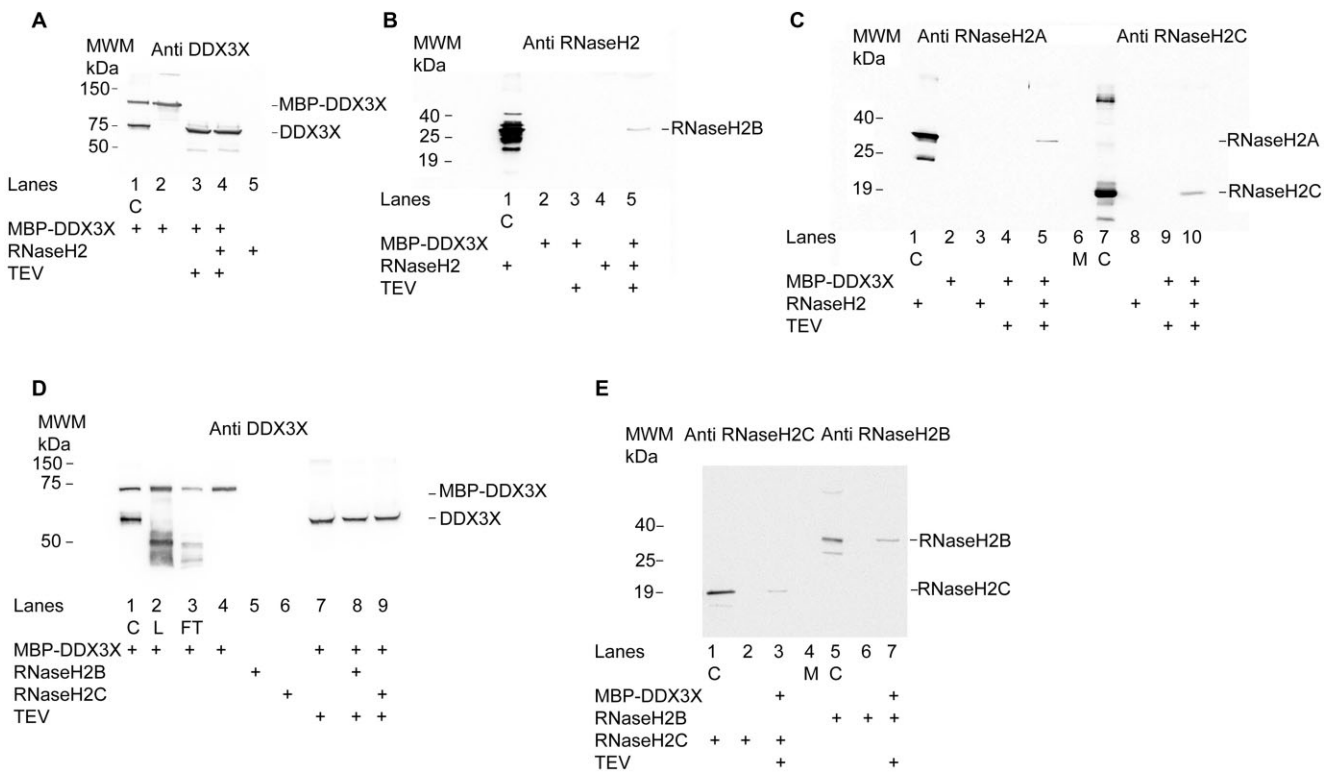 A
MWM
kDa
Anti DDX3X
150–
75 –
50 –
–MBP-DDX3X
–DDX3X
Lanes 1 2 3 4 5
C
MBP-DDX3X + + + +
RNaseH2 + +
TEV + +
B
MWM
kDa
Anti RNaseH2
40 –
25 –
19 –
–RNaseH2B
Lanes 1 2 3 4 5
C
MBP-DDX3X + + +
RNaseH2 + + +
TEV + +
C
MWM
kDa
Anti RNaseH2A Anti RNaseH2C
40–
25–
19–
–RNaseH2A
–RNaseH2C
Lanes 1 2 3 4 5 6 7 8 9 10
C M C
MBP-DDX3X + + + + +
RNaseH2 + + + + +
TEV + + + +
D
MWM
kDa
Anti DDX3X
150 –
75 –
50 –
–MBP-DDX3X
–DDX3X
Lanes 1 2 3 4 5 6 7 8 9
C L FT
MBP-DDX3X + + + + + + +
RNaseH2B + +
RNaseH2C + +
TEV + + +
E
MWM
kDa
Anti RNaseH2C Anti RNaseH2B
40–
25–
19–
–RNaseH2B
–RNaseH2C
Lanes 1 2 3 4 5 6 7
C M C
MBP-DDX3X + +
RNaseH2B + + +
RNaseH2C + + +
TEV + +